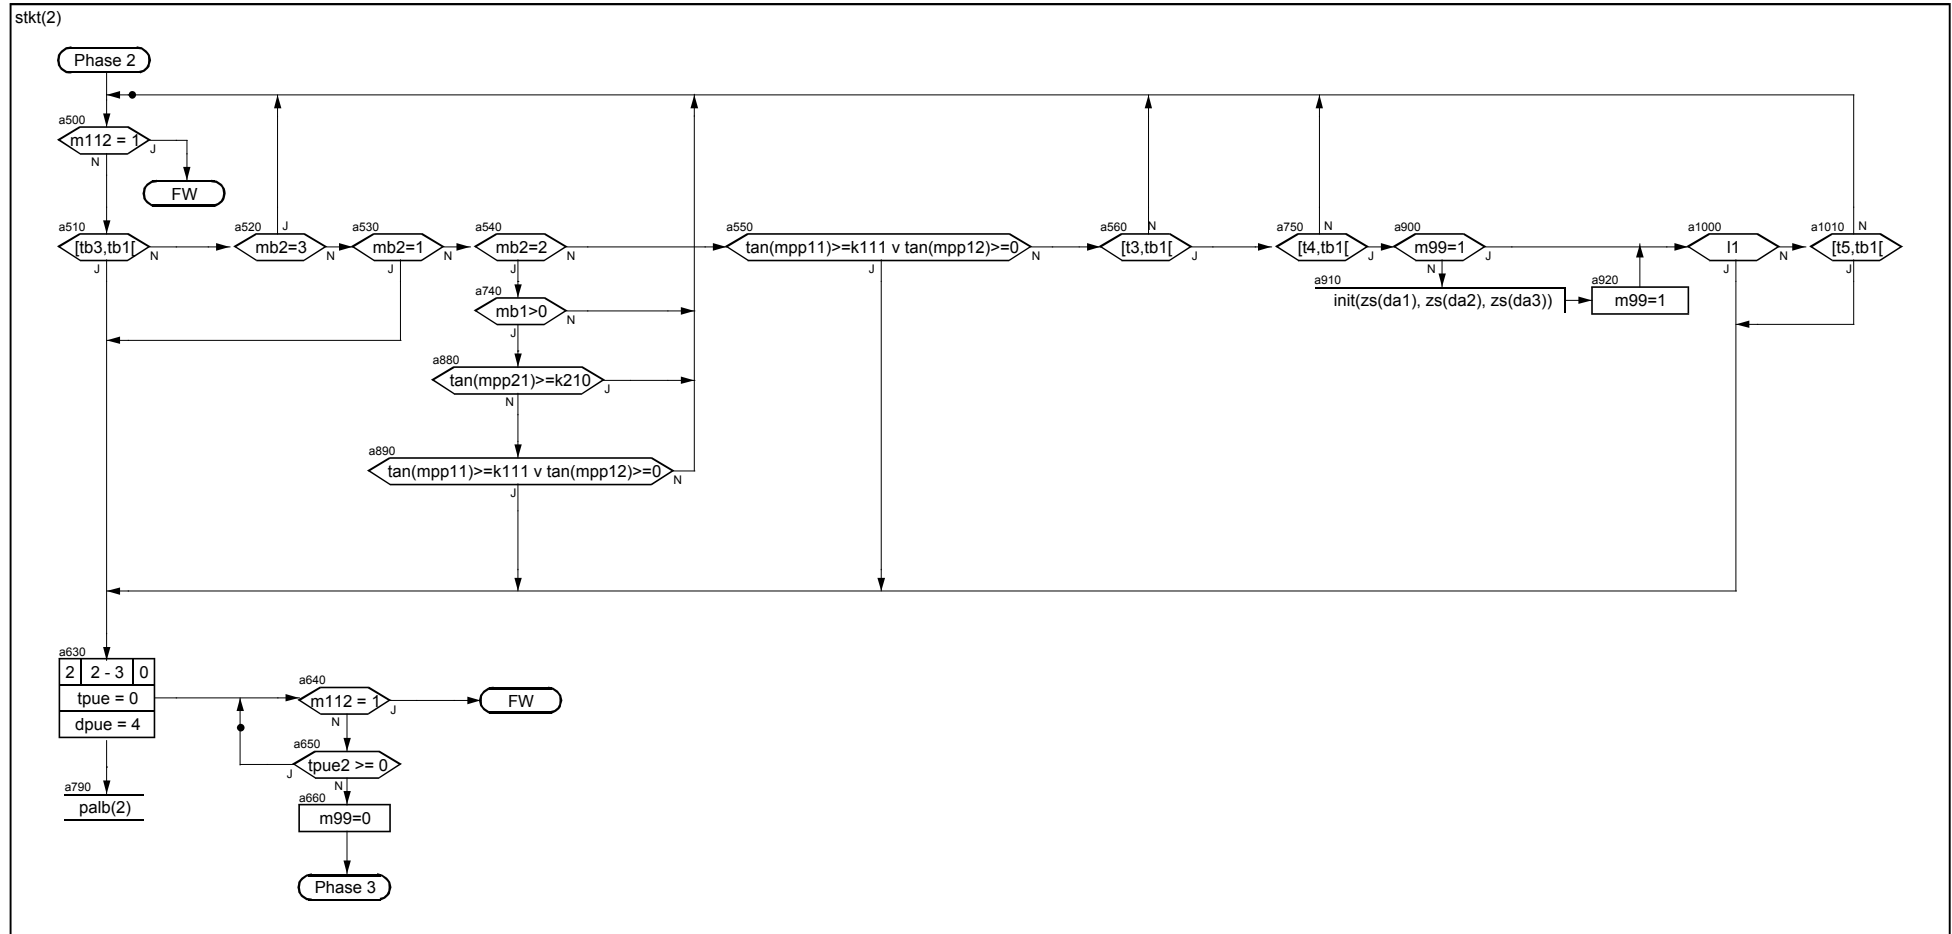 stkt(2)
Phase 2
a500
m112 = 1
J
N
FW
a510
[tb3,tb1[
N
J
a520
mb2=3
J
N
a530
mb2=1
N
J
a540
mb2=2
N
J
a550
tan(mpp11)>=k111 v tan(mpp12)>=0
N
J
a560
[t3,tb1[
N
J
a750
[t4,tb1[
N
J
a900
m99=1
J
N
a1000
l1
N
J
a1010
[t5,tb1[
N
J
a910
init(zs(da1), zs(da2), zs(da3))
a920
m99=1
a740
mb1>0
N
J
a880
tan(mpp21)>=k210
J
N
a890
tan(mpp11)>=k111 v tan(mpp12)>=0
N
J
a630
2 2 - 3 0
tpue = 0
dpue = 4
a640
m112 = 1
J
N
FW
a650
tpue2 >= 0
J
N
a660
m99=0
a790
palb(2)
Phase 3